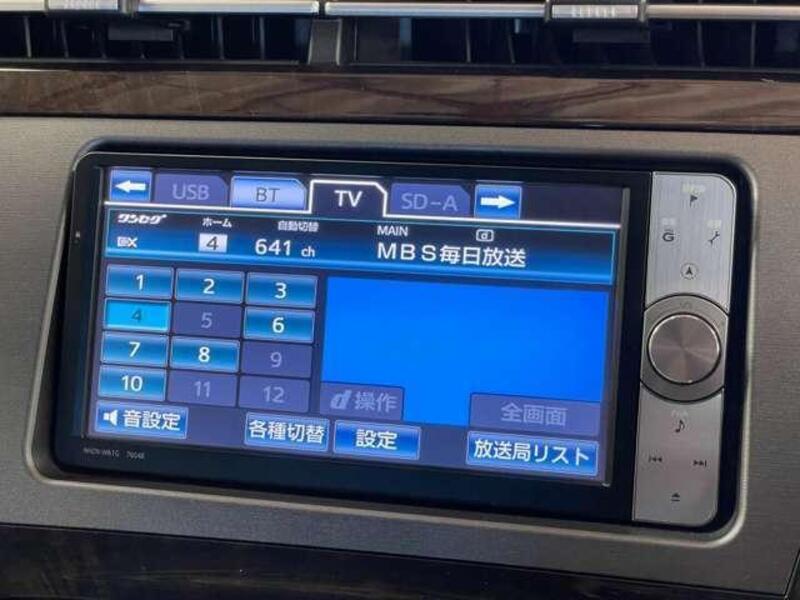 USB
BT
TV
SD-A
ワンセグ
ホーム
自動切替
MAIN
d
EX
4
641 ch
MBS毎日放送
1
2
3
4
5
6
7
8
9
10
11
12
d操作
全画面
音設定
各種切替
設定
放送局リスト
G